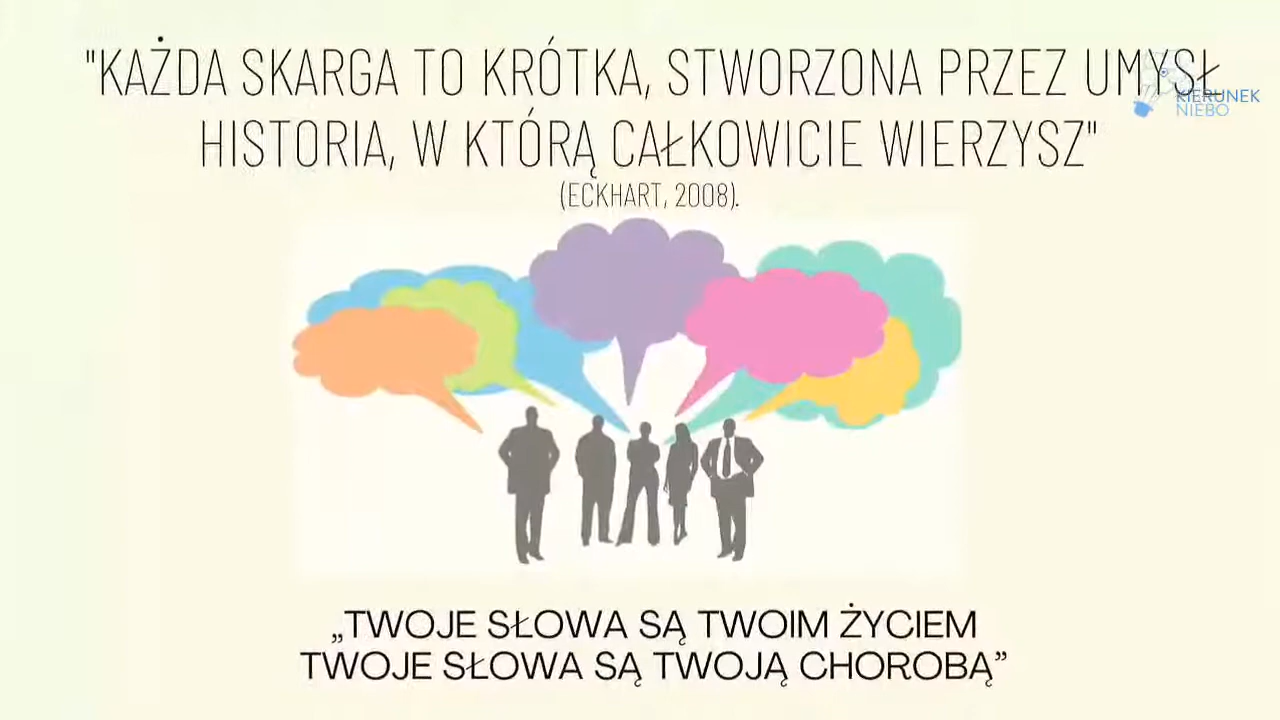 "KAŻDA SKARGA TO KRÓTKA, STWORZONA PRZEZ UMYSŁ
HISTORIA, W KTÓRĄ CAŁKOWICIE WIERZYSZ"
(ECKHART, 2008).
KIERUNEK
NIEBO
„TWOJE SŁOWA SĄ TWOIM ŻYCIEM
TWOJE SŁOWA SĄ TWOJĄ CHOROBĄ”